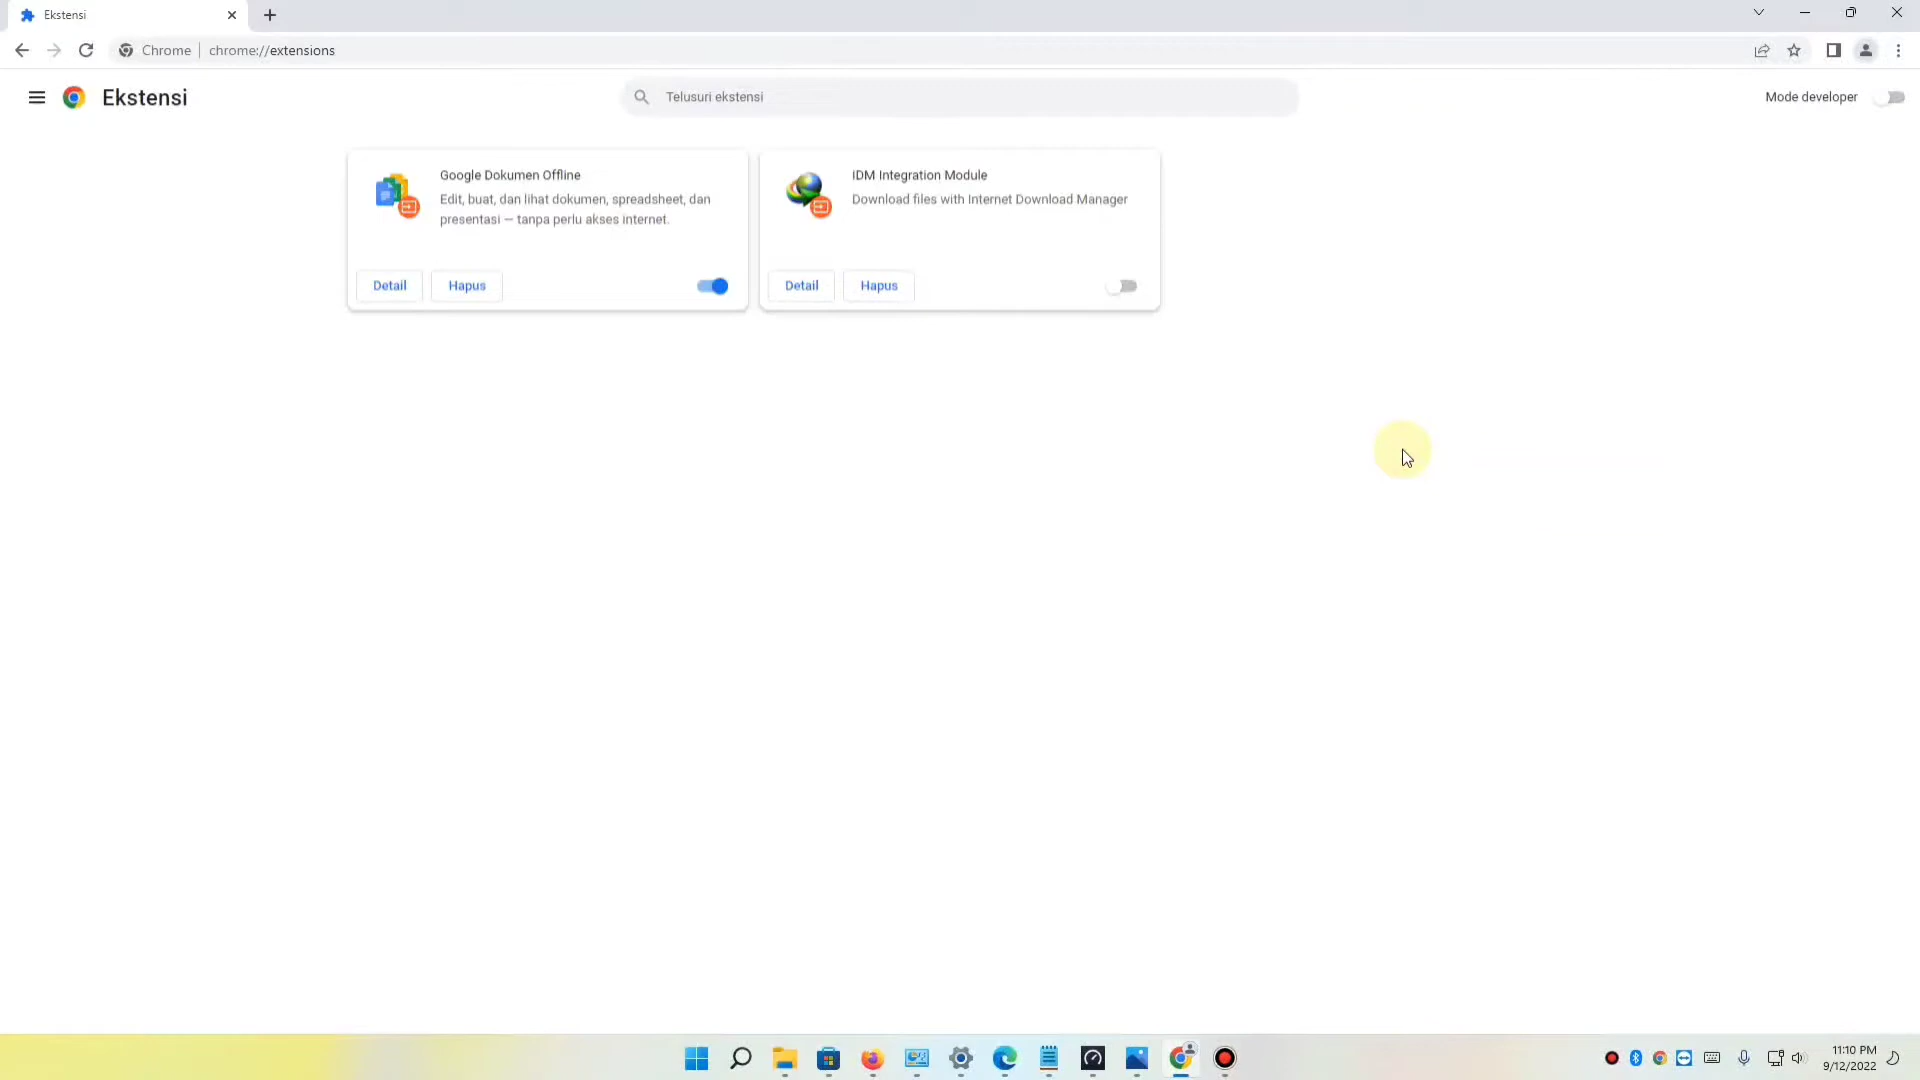 Ekstensi
Chrome
chrome://extensions
Ekstensi
Telusuri ekstensi
Mode developer
Google Dokumen Offline
Edit, buat, dan lihat dokumen, spreadsheet, dan
presentasi — tanpa perlu akses internet.
Detail
Hapus
IDM Integration Module
Download files with Internet Download Manager
Detail
Hapus
11:10 PM
9/12/2022